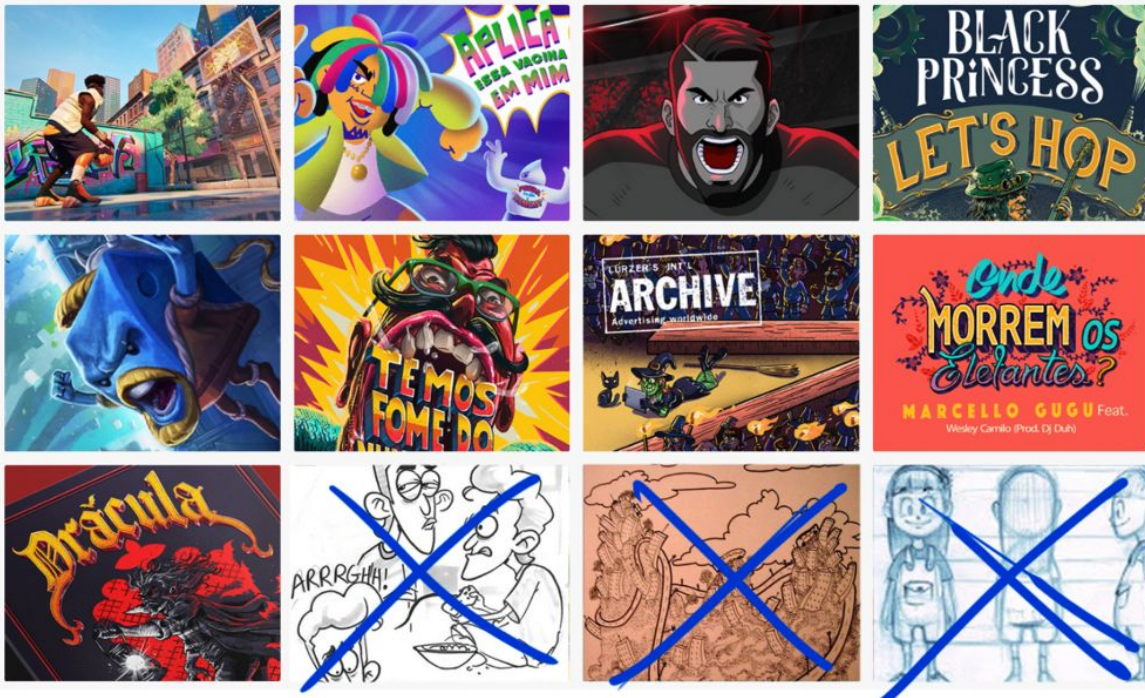 APLICA
ESSA VACINA
EM MIM
BLACK
PRiNCESS
LET'S HOP
TEMOS
FOME DO
LÜRZER'S INT'L
ARCHIVE
Advertising worldwide
Onde
MORREM OS
Elefantes?
MARCELLO GUGU Feat.
Wesley Camilo (Prod. Dj Duh)
Drácula
ARRRGHH!